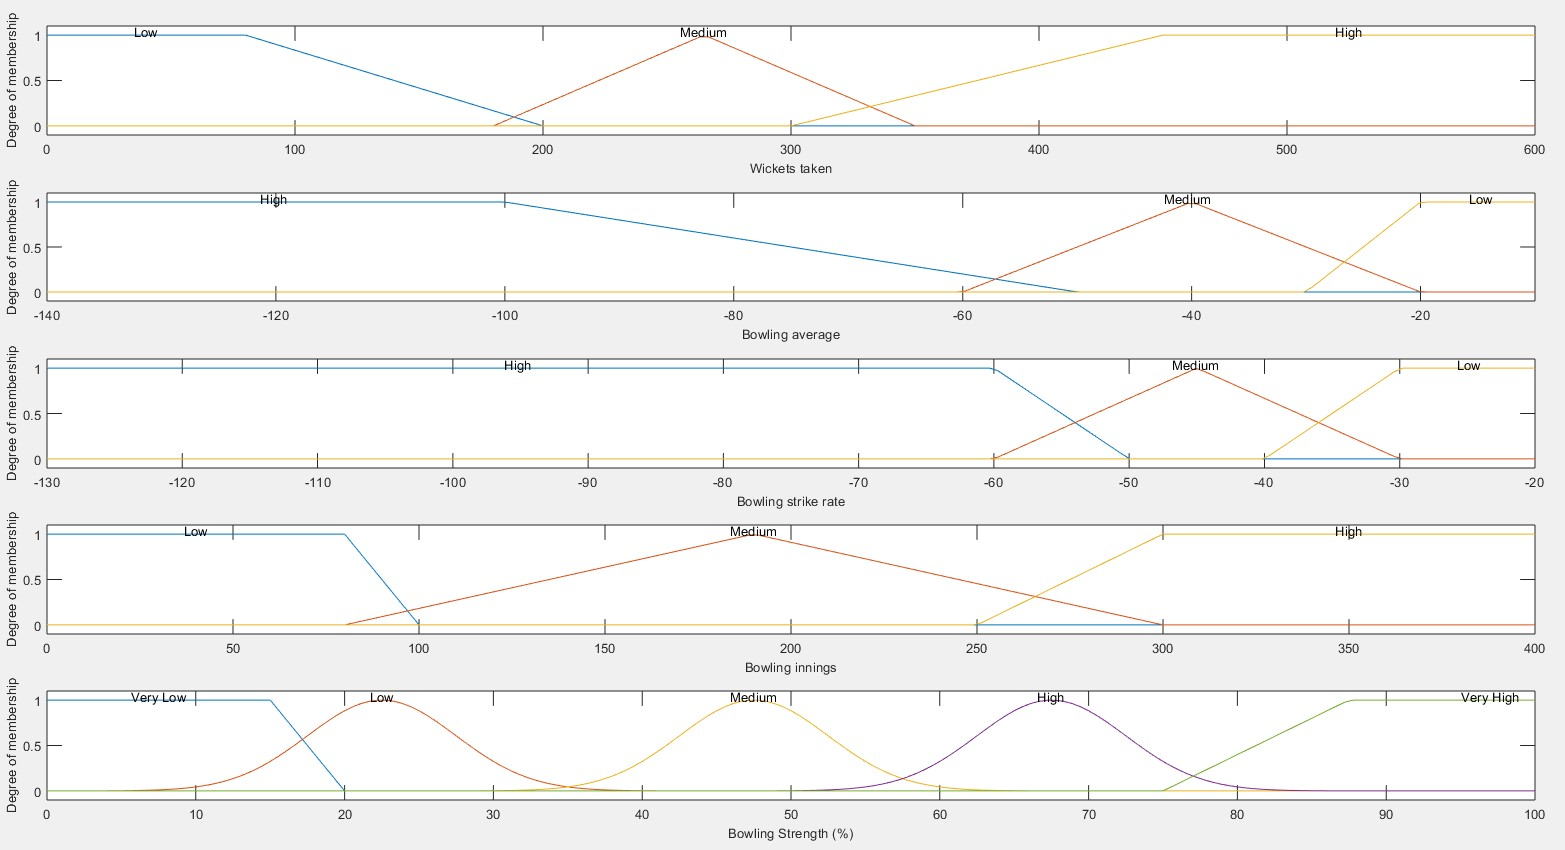 Degree of membership
Low Medium High
1
0.5
0
0 100 200 300 400 500 600
Wickets taken
Degree of membership
High Medium Low
1
0.5
0
-140 -120 -100 -80 -60 -40 -20
Bowling average
Degree of membership
High Medium Low
1
0.5
0
-130 -120 -110 -100 -90 -80 -70 -60 -50 -40 -30 -20
Bowling strike rate
Degree of membership
Low Medium High
1
0.5
0
0 50 100 150 200 250 300 350 400
Bowling innings
Degree of membership
Very Low Low Medium High Very High
1
0.5
0
0 10 20 30 40 50 60 70 80 90 100
Bowling Strength (%)